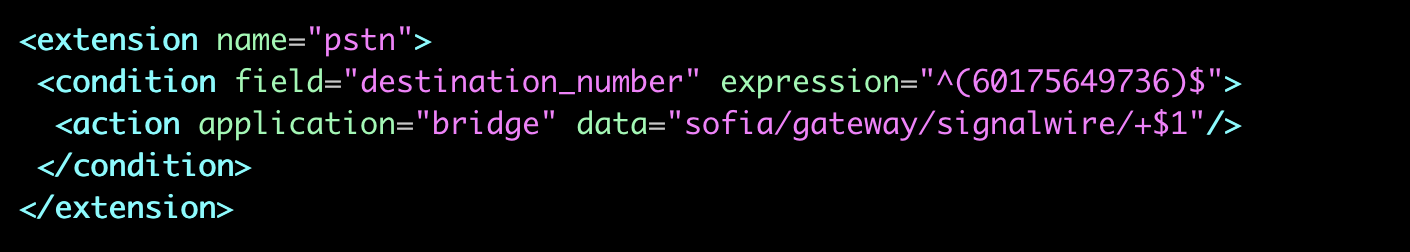 <extension name="pstn">
<condition field="destination_number" expression="^(60175649736)$">
<action application="bridge" data="sofia/gateway/signalwire/+$1"/>
</condition>
</extension>